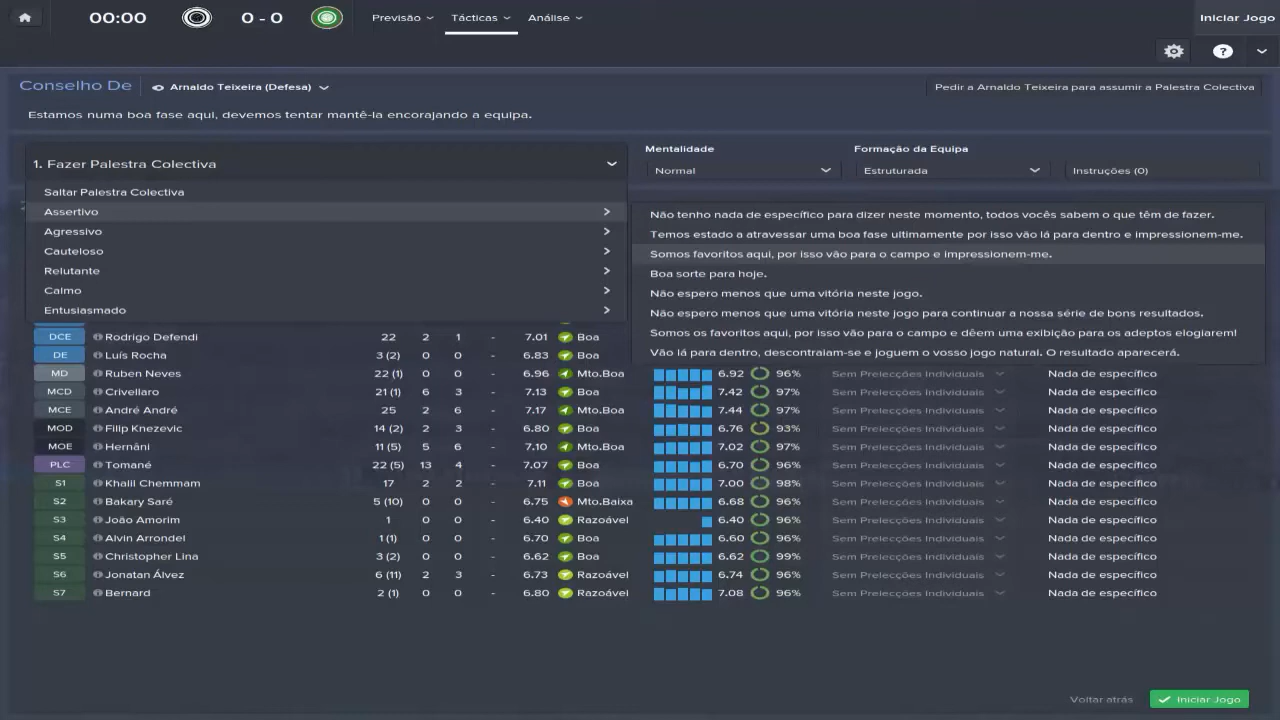 00:00 0 - 0 Previsão Tácticas Análise Iniciar Jogo
?
Conselho De Arnaldo Teixeira (Defesa) Pedir a Arnaldo Teixeira para assumir a Palestra Colectiva
Estamos numa boa fase aqui, devemos tentar mantê-la encorajando a equipa.
Mentalidade Formação da Equipa
1. Fazer Palestra Colectiva Normal Estruturada Instruções (0)
Saltar Palestra Colectiva
Assertivo
Agressivo
Cauteloso
Relutante
Calmo
Entusiasmado
Não tenho nada de específico para dizer neste momento, todos vocês sabem o que têm de fazer.
Temos estado a atravessar uma boa fase ultimamente por isso vão lá para dentro e impressionem-me.
Somos favoritos aqui, por isso vão para o campo e impressionem-me.
Boa sorte para hoje.
Não espero menos que uma vitória neste jogo.
Não espero menos que uma vitória neste jogo para continuar a nossa série de bons resultados.
Somos os favoritos aqui, por isso vão para o campo e dêem uma exibição para os adeptos elogiarem!
Vão lá para dentro, descontraiam-se e joguem o vosso jogo natural. O resultado aparecerá.
DCE Rodrigo Defendi 22 2 1 - 7.01 Boa
DE Luís Rocha 3 (2) 0 0 - 6.83 Boa
MD Ruben Neves 22 (1) 0 0 - 6.96 Mto.Boa 6.92 96% Sem Prelecções Individuais Nada de específico
MCD Crivellaro 21 (1) 6 3 - 7.13 Boa 7.42 97% Sem Prelecções Individuais Nada de específico
MCE André André 25 2 6 - 7.17 Mto.Boa 7.44 97% Sem Prelecções Individuais Nada de específico
MOD Filip Knezevic 14 (2) 2 3 - 6.80 Boa 6.76 93% Sem Prelecções Individuais Nada de específico
MOE Hernâni 11 (5) 5 6 - 7.10 Mto.Boa 7.02 97% Sem Prelecções Individuais Nada de específico
PLC Tomané 22 (5) 13 4 - 7.07 Boa 6.70 96% Sem Prelecções Individuais Nada de específico
S1 Khalil Chemmam 17 2 2 - 7.11 Boa 7.00 98% Sem Prelecções Individuais Nada de específico
S2 Bakary Saré 5 (10) 0 0 - 6.75 Mto.Baixa 6.68 96% Sem Prelecções Individuais Nada de específico
S3 João Amorim 1 0 0 - 6.40 Razoável 6.40 96% Sem Prelecções Individuais Nada de específico
S4 Alvin Arrondel 1 (1) 0 0 - 6.70 Boa 6.60 96% Sem Prelecções Individuais Nada de específico
S5 Christopher Lina 3 (2) 0 0 - 6.62 Boa 6.62 99% Sem Prelecções Individuais Nada de específico
S6 Jonatan Álvez 6 (11) 2 3 - 6.73 Razoável 6.74 96% Sem Prelecções Individuais Nada de específico
S7 Bernard 2 (1) 0 0 - 6.80 Razoável 7.08 96% Sem Prelecções Individuais Nada de específico
Voltar atrás Iniciar Jogo